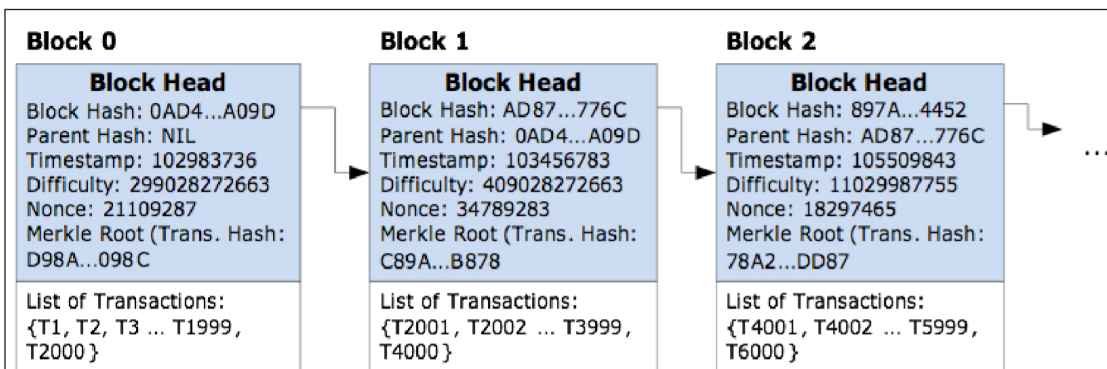 Block 0
Block Head
Block Hash: 0AD4...A09D
Parent Hash: NIL
Timestamp: 102983736
Difficulty: 299028272663
Nonce: 21109287
Merkle Root (Trans. Hash:
D98A...098C
List of Transactions:
{T1, T2, T3 ... T1999,
T2000}
Block 1
Block Head
Block Hash: AD87...776C
Parent Hash: 0AD4...A09D
Timestamp: 103456783
Difficulty: 409028272663
Nonce: 34789283
Merkle Root (Trans. Hash:
C89A...B878
List of Transactions:
{T2001, T2002 ... T3999,
T4000}
Block 2
Block Head
Block Hash: 897A...4452
Parent Hash: AD87...776C
Timestamp: 105509843
Difficulty: 11029987755
Nonce: 18297465
Merkle Root (Trans. Hash:
78A2...DD87
List of Transactions:
{T4001, T4002 ... T5999,
T6000}
...